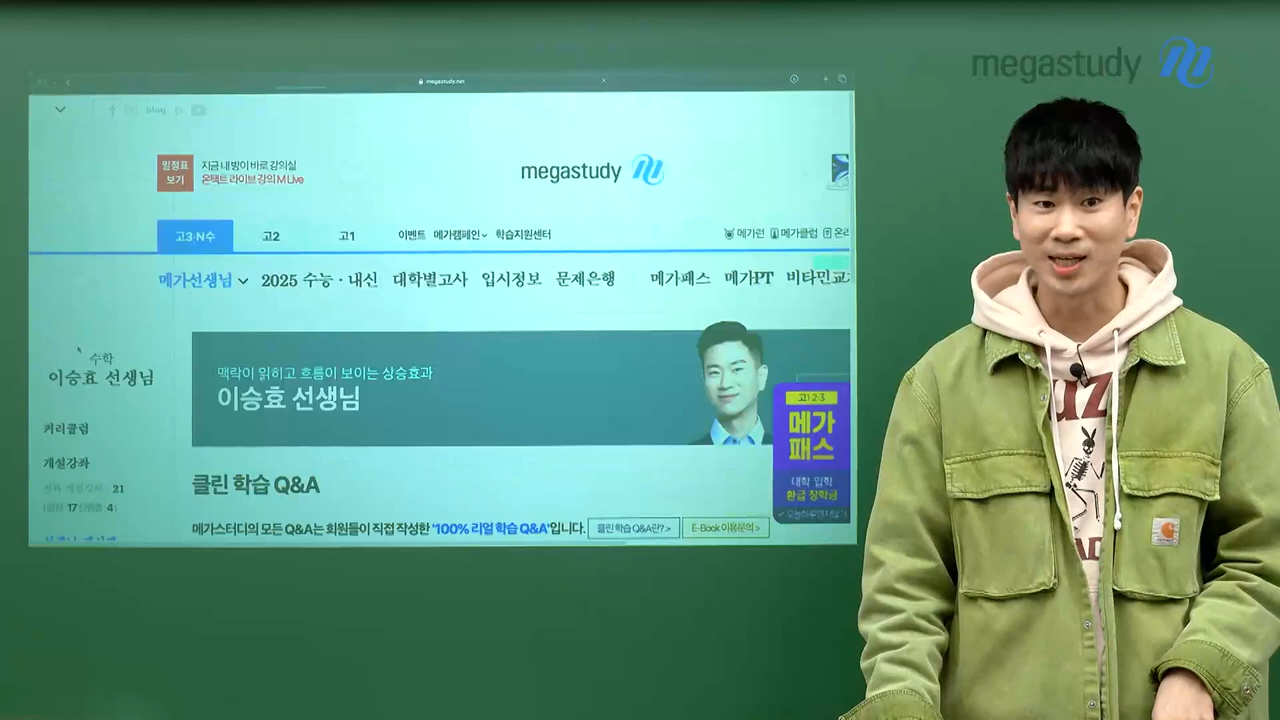 megastudy
megastudy.net
blog
일정표
보기
지금 내 방이 바로 강의실
온택트 라이브 강의 M Live
megastudy
고3·N수
고2
고1
이벤트
메가캠페인
학습지원센터
메가런
메가클럽
메가선생님
2025 수능·내신
대학별고사
입시정보
문제은행
메가패스
메가PT
비타민교
수학
이승효 선생님
커리큘럼
개설강좌
21
17
4
맥락이 읽히고 흐름이 보이는 상승효과
이승효 선생님
고1·2·3
메가
패스
대학 입학
환급 장학금
클린 학습 Q&A
메가스터디의 모든 Q&A는 회원들이 직접 작성한 '100% 리얼 학습 Q&A'입니다.
클린 학습 Q&A란? >
E-Book 이용문의 >
carhartt